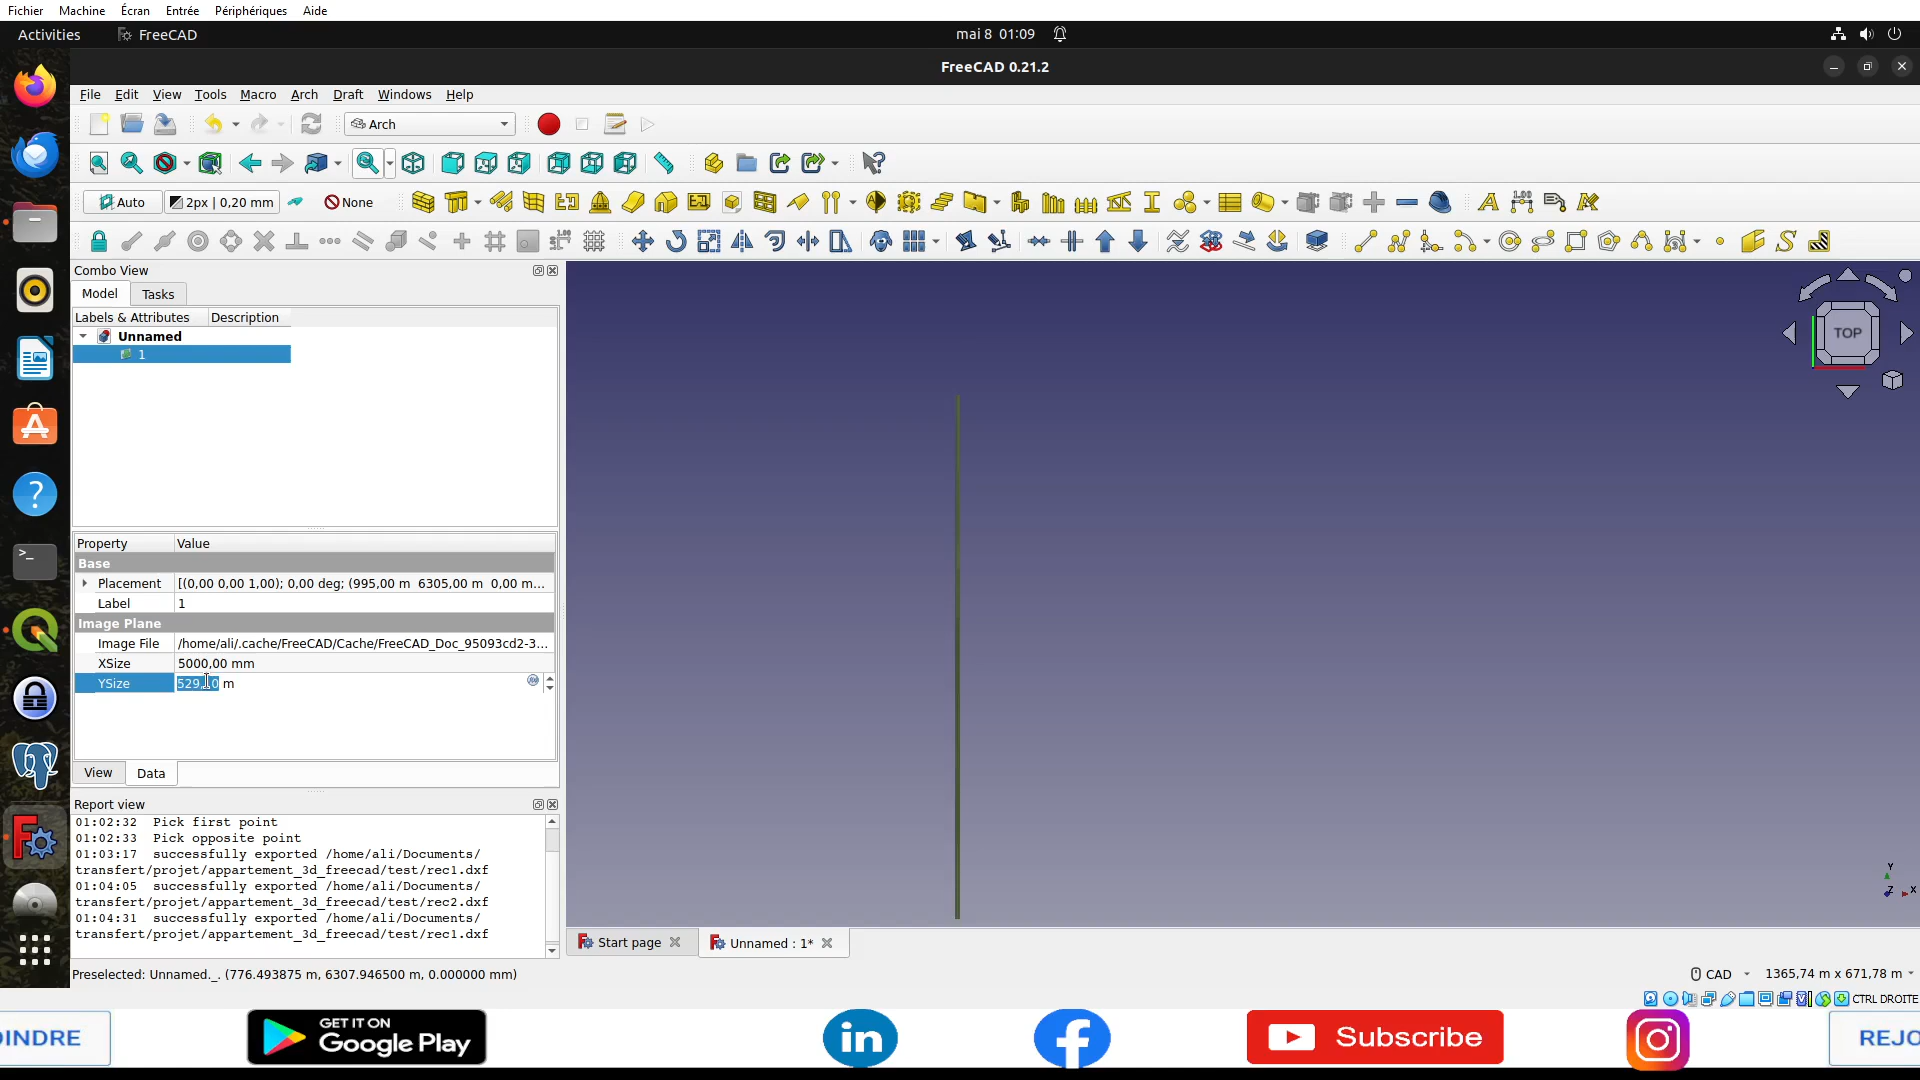 Fichier Machine Écran Entrée Périphériques Aide
Activities FreeCAD mai 8 01:09
FreeCAD 0.21.2
File Edit View Tools Macro Arch Draft Windows Help
Arch
Auto 2px | 0,20 mm None
Combo View
Model Tasks
Labels & Attributes Description
Unnamed
1
TOP
Property Value
Base
Placement [(0,00 0,00 1,00); 0,00 deg; (995,00 m 6305,00 m 0,00 m...
Label 1
Image Plane
Image File /home/ali/.cache/FreeCAD/Cache/FreeCAD_Doc_95093cd2-3...
XSize 5000,00 mm
YSize m
View Data
Report view
01:02:32 Pick first point
01:02:33 Pick opposite point
01:03:17 successfully exported /home/ali/Documents/
transfert/projet/appartement_3d_freecad/test/rec1.dxf
01:04:05 successfully exported /home/ali/Documents/
transfert/projet/appartement_3d_freecad/test/rec2.dxf
01:04:31 successfully exported /home/ali/Documents/
transfert/projet/appartement_3d_freecad/test/rec1.dxf
Y
Z X
Start page Unnamed : 1*
Preselected: Unnamed._. (776.493875 m, 6307.946500 m, 0.000000 mm) CAD 1365,74 m x 671,78 m
CTRL DROITE
OINDRE GET IT ON Google Play in Subscribe REJO